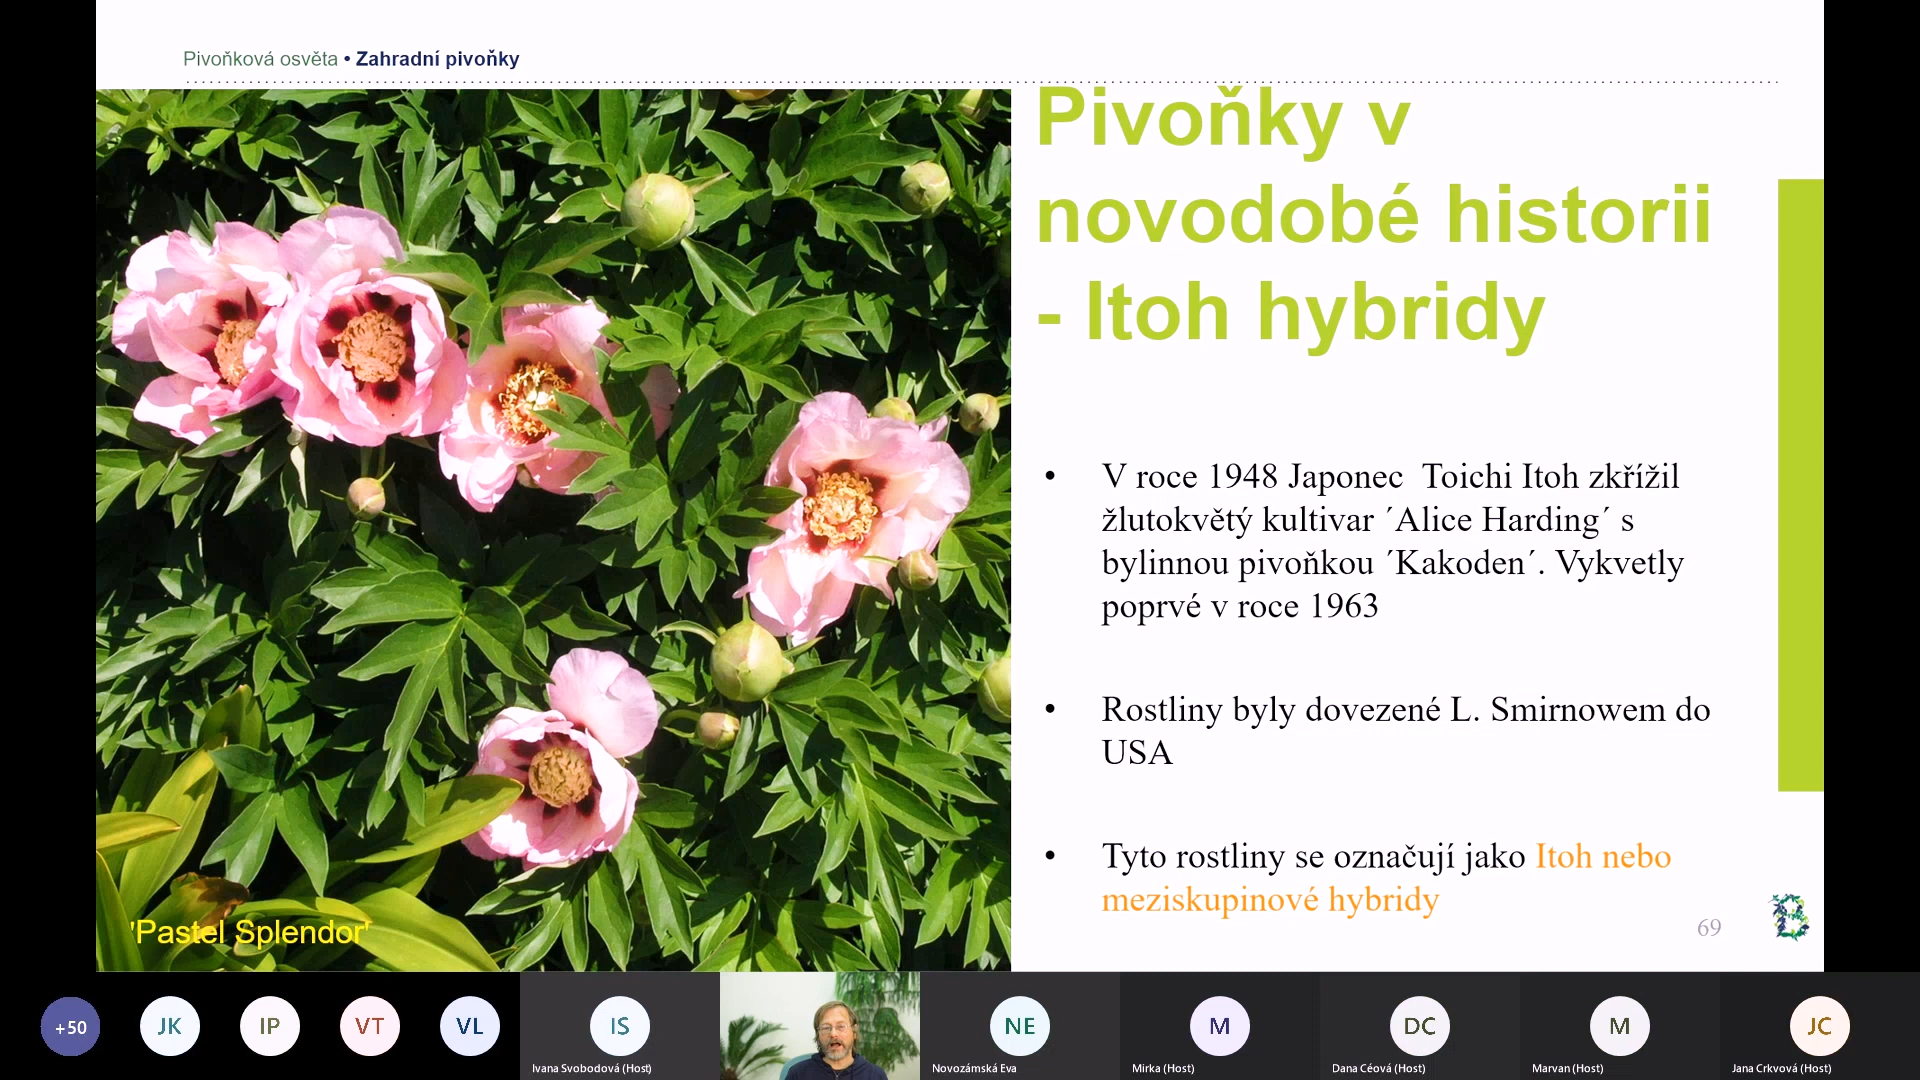 Pivoňková osvěta • Zahradní pivoňky
Pivoňky v
novodobé historii
- Itoh hybridy
• V roce 1948 Japonec  Toichi Itoh zkřížil
žlutokvětý kultivar ´Alice Harding´ s
bylinnou pivoňkou ´Kakoden´. Vykvetly
poprvé v roce 1963
• Rostliny byly dovezené L. Smirnowem do
USA
• Tyto rostliny se označují jako Itoh nebo
meziskupinové hybridy
'Pastel Splendor'
69
B
+50
JK
IP
VT
VL
IS
Ivana Svobodová (Host)
NE
Novozámská Eva
M
Mirka (Host)
DC
Dana Céová (Host)
M
Marvan (Host)
JC
Jana Crkvová (Host)